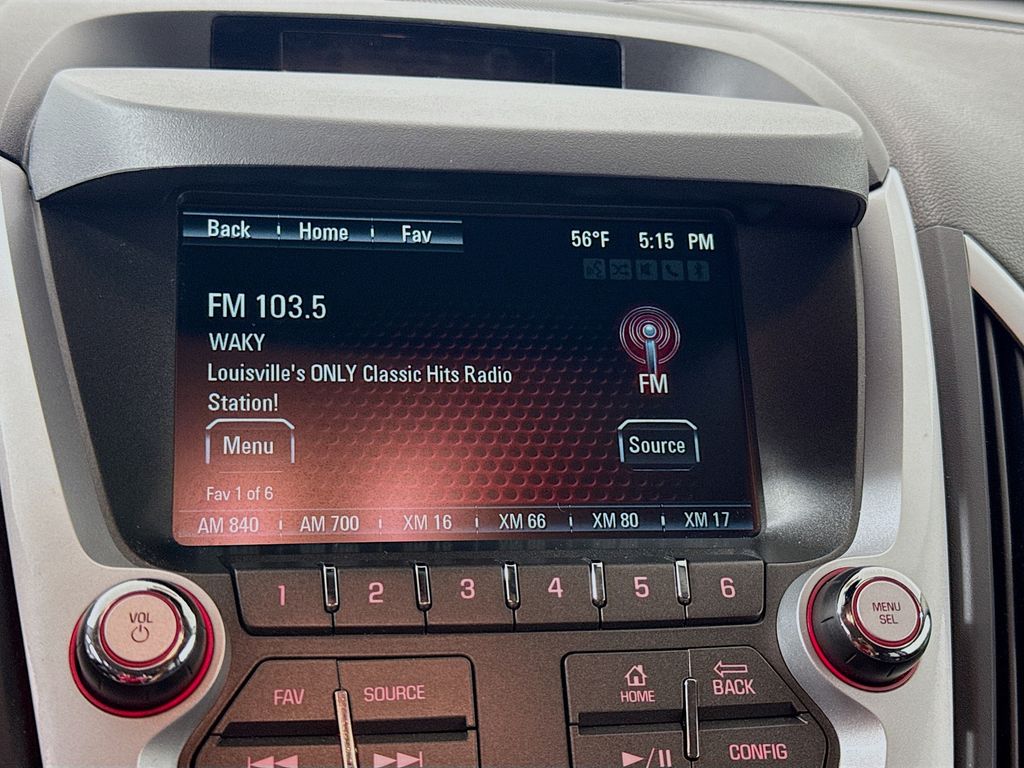 Back Home Fav 56°F 5:15 PM
FM 103.5
WAKY
Louisville's ONLY Classic Hits Radio
Station!
FM
Menu Source
Fav 1 of 6
AM 840 AM 700 XM 16 XM 66 XM 80 XM 17
1 2 3 4 5 6
VOL
MENU
SEL
FAV SOURCE
HOME BACK
CONFIG